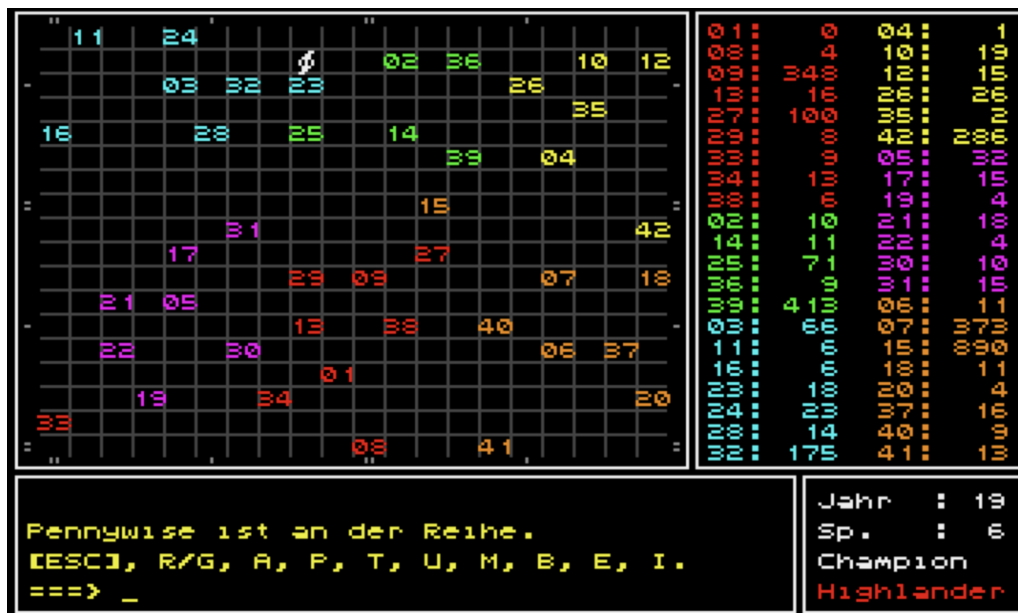 11 24
02 36 10 12
03 32 23 26
35
16 28 25 14
39 04
15
31 42
17 27
29 09 07 18
21 05
13 38 40
22 30 06 37
01
19 34 20
33
08 41
01: 0 04: 1
08: 4 10: 19
09: 348 12: 15
13: 16 26: 26
27: 100 35: 2
29: 8 42: 286
33: 9 05: 32
34: 13 17: 15
38: 6 19: 4
02: 10 21: 18
14: 11 22: 4
25: 71 30: 10
36: 9 31: 15
39: 413 06: 11
03: 66 07: 373
11: 6 15: 890
16: 6 18: 11
23: 18 20: 4
24: 23 37: 16
28: 14 40: 9
32: 175 41: 13
Pennywise ist an der Reihe.
[ESC], R/G, A, P, T, U, M, B, E, I.
===> _
Jahr : 19
Sp. : 6
Champion
Highlander